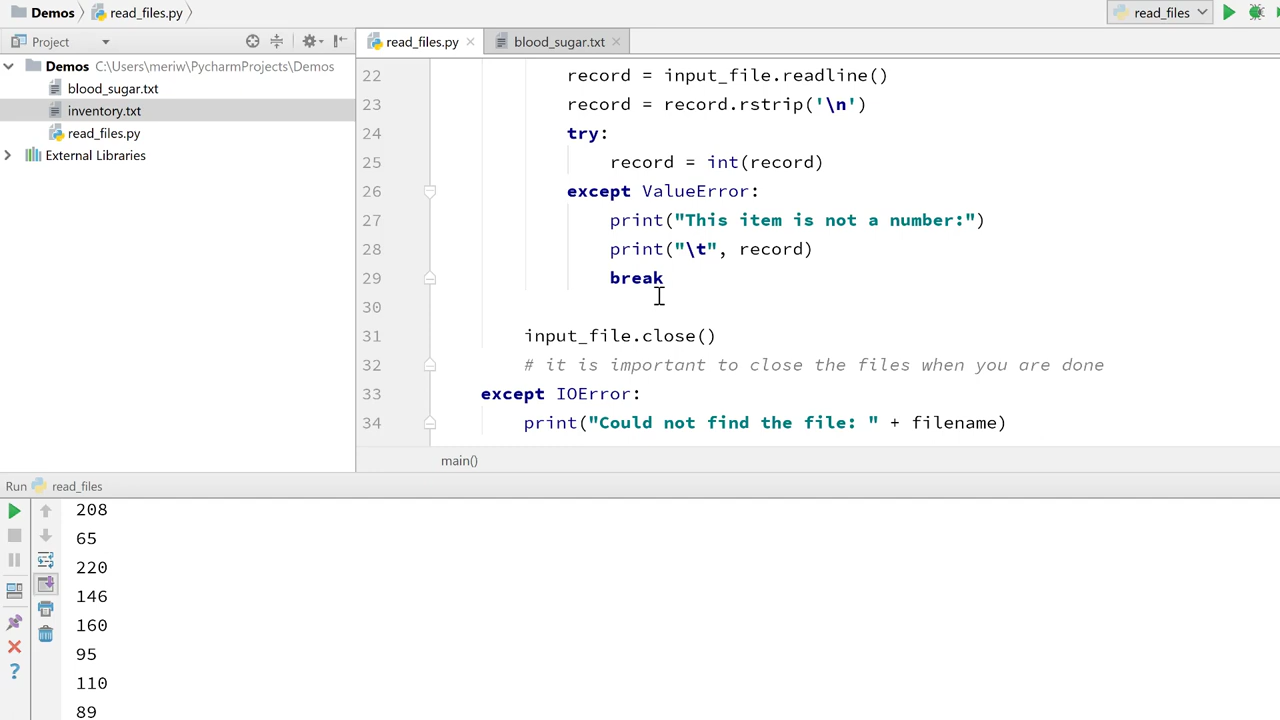 Demos read_files.py read_files
Project read_files.py blood_sugar.txt
Demos C:\Users\meriw\PycharmProjects\Demos
blood_sugar.txt
inventory.txt
read_files.py
External Libraries
22 record = input_file.readline()
23 record = record.rstrip('\n')
24 try:
25 record = int(record)
26 except ValueError:
27 print("This item is not a number:")
28 print("\t", record)
29 break
30
31 input_file.close()
32 # it is important to close the files when you are done
33 except IOError:
34 print("Could not find the file: " + filename)
main()
Run read_files
208
65
220
146
160
95
110
89